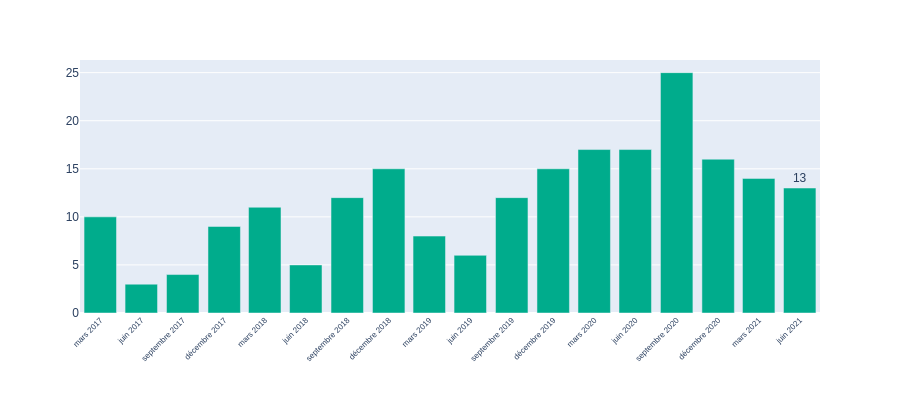 25
20
15
10
5
0
13
mars 2017
juin 2017
septembre 2017
décembre 2017
mars 2018
juin 2018
septembre 2018
décembre 2018
mars 2019
juin 2019
septembre 2019
décembre 2019
mars 2020
juin 2020
septembre 2020
décembre 2020
mars 2021
juin 2021